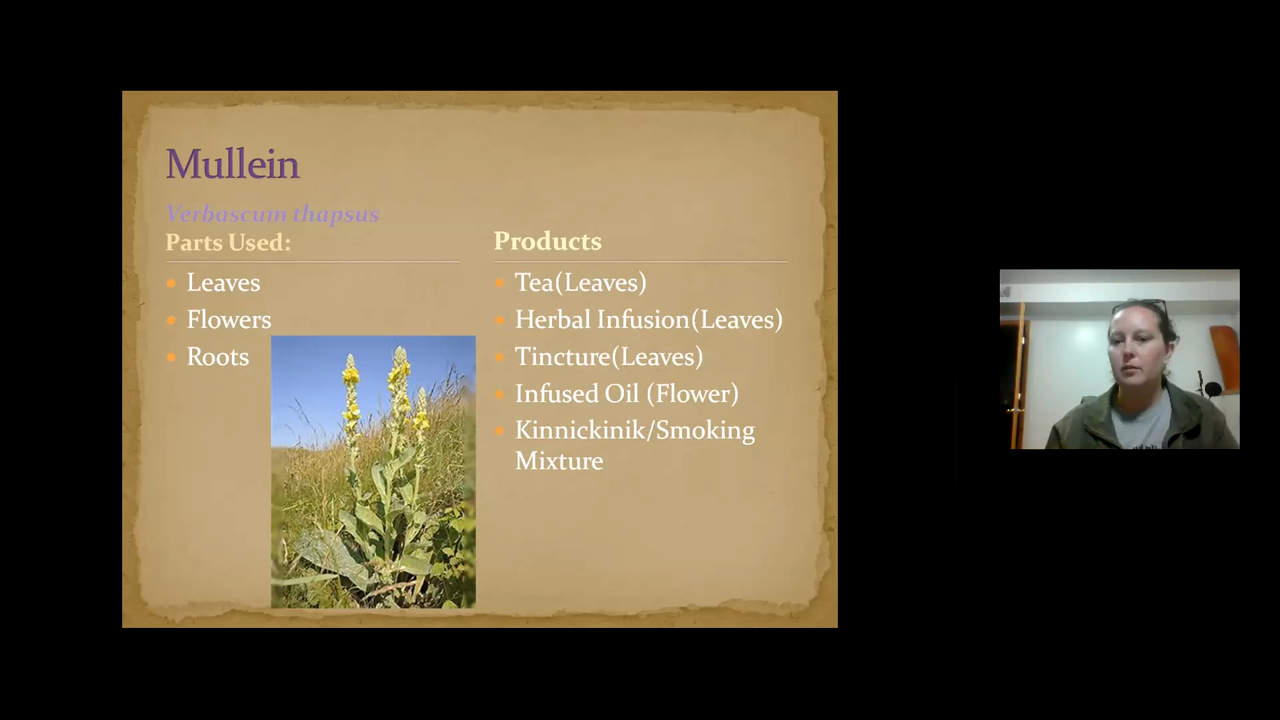 Mullein
Verbascum thapsus
Parts Used:
Leaves
Flowers
Roots
Products
Tea(Leaves)
Herbal Infusion(Leaves)
Tincture(Leaves)
Infused Oil (Flower)
Kinnickinik/Smoking
Mixture